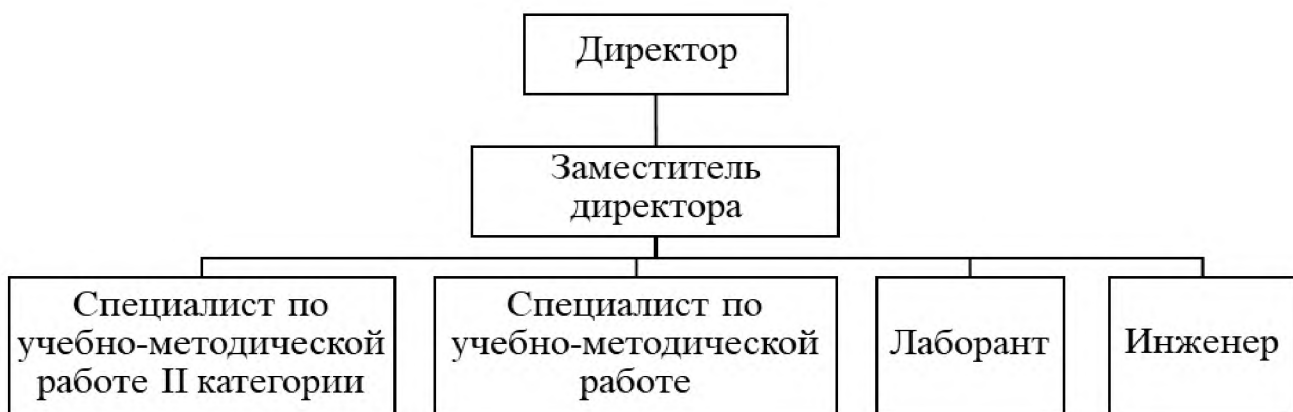 Директор
Заместитель
директора
Специалист по
учебно-методической
работе II категории
Специалист по
учебно-методической
работе
Лаборант
Инженер